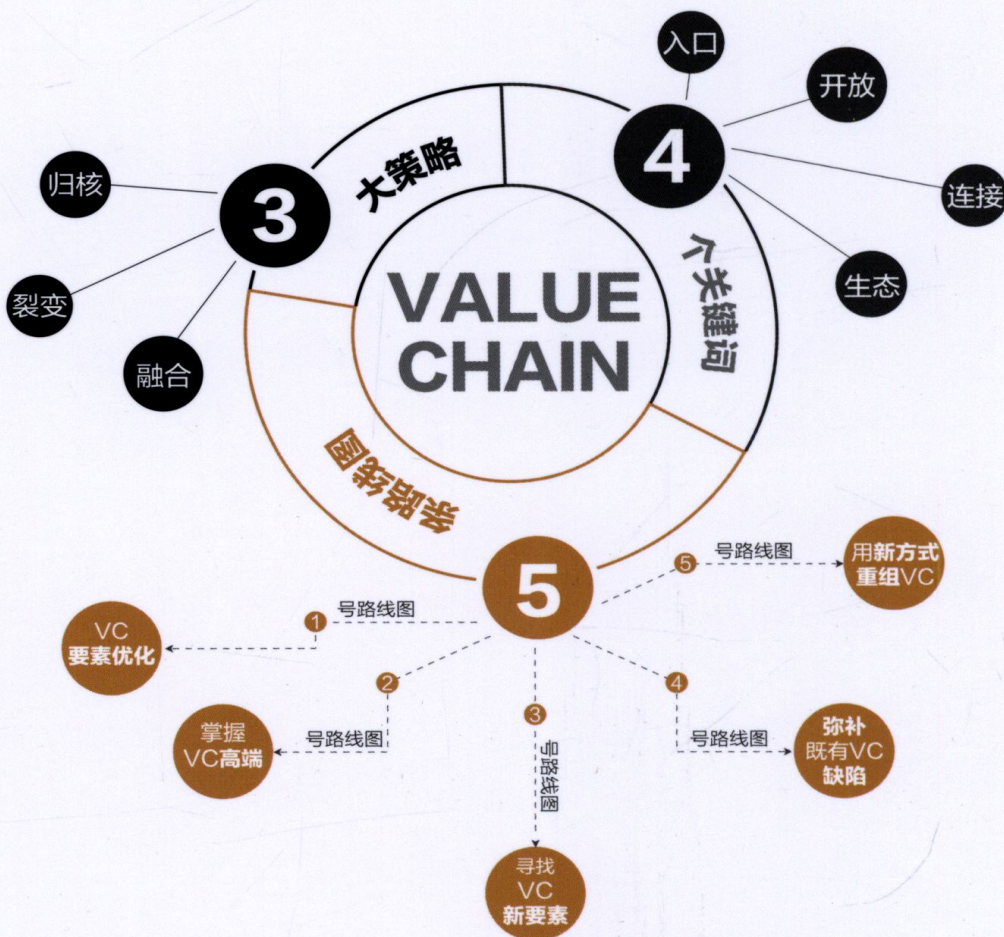 入口
开放
4
连接
生态
个关键词
3
大策略
归核
裂变
融合
VALUE
CHAIN
条路线图
5
1
号路线图
VC
要素优化
2
号路线图
掌握
VC高端
3
号路线图
寻找
VC
新要素
4
号路线图
弥补
既有VC
缺陷
5
号路线图
用新方式
重组VC